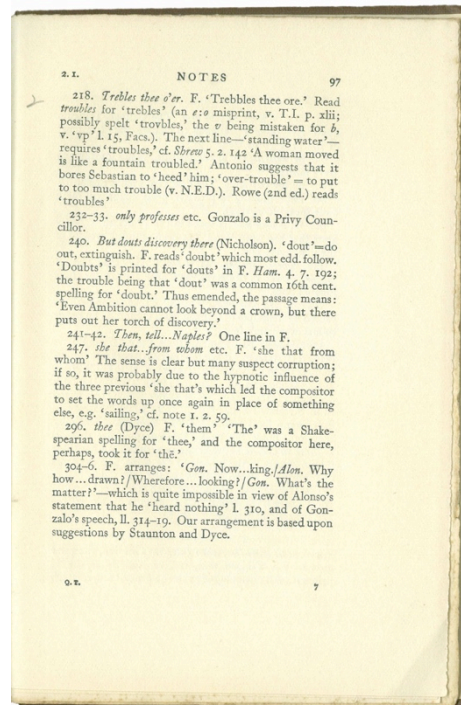 2. I. NOTES 97
218. Trebles thee o'er. F. ‘Trebbles thee ore.’ Read
troubles for ‘trebles’ (an e:o misprint, v. T.I. p. xlii;
possibly spelt ‘trovbles,’ the v being mistaken for b,
v. ‘vp’ l. 15, Facs.). The next line—‘standing water’—
requires ‘troubles,’ cf. Shrew 5. 2. 142 ‘A woman moved
is like a fountain troubled.’ Antonio suggests that it
bores Sebastian to ‘heed’ him; ‘over-trouble’ = to put
to too much trouble (v. N.E.D.). Rowe (2nd ed.) reads
‘troubles’
232–33. only professes etc. Gonzalo is a Privy Coun-
cillor.
240. But douts discovery there (Nicholson). ‘dout’=do
out, extinguish. F. reads ‘doubt’ which most edd. follow.
‘Doubts’ is printed for ‘douts’ in F. Ham. 4. 7. 192;
the trouble being that ‘dout’ was a common 16th cent.
spelling for ‘doubt.’ Thus emended, the passage means:
‘Even Ambition cannot look beyond a crown, but there
puts out her torch of discovery.’
241–42. Then, tell...Naples? One line in F.
247. she that...from whom etc. F. ‘she that from
whom’ The sense is clear but many suspect corruption;
if so, it was probably due to the hypnotic influence of
the three previous ‘she that’s which led the compositor
to set the words up once again in place of something
else, e.g. ‘sailing,’ cf. note 1. 2. 59.
296. thee (Dyce) F. ‘them’ ‘The’ was a Shake-
spearian spelling for ‘thee,’ and the compositor here,
perhaps, took it for ‘thē.’
304–6. F. arranges: ‘Gon. Now...king./Alon. Why
how...drawn?/Wherefore...looking?/Gon. What's the
matter?’—which is quite impossible in view of Alonso's
statement that he ‘heard nothing’ l. 310, and of Gon-
zalo's speech, ll. 314–19. Our arrangement is based upon
suggestions by Staunton and Dyce.
Q.T. 7